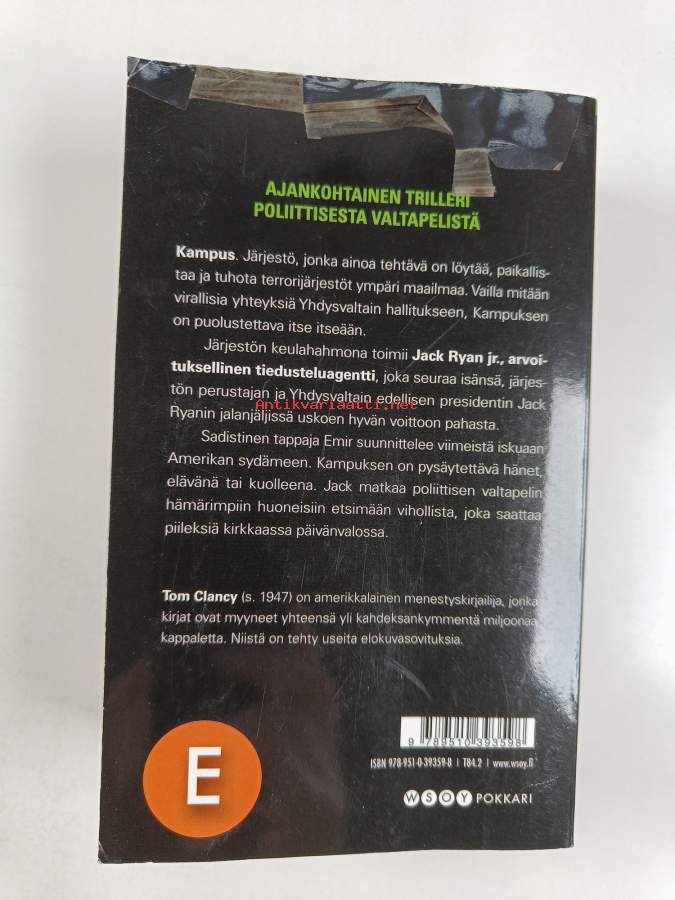 AJANKOHTAINEN TRILLERI
POLIITTISESTA VALTAPELISTÄ
Kampus. Järjestö, jonka ainoa tehtävä on löytää, paikallis-
taa ja tuhota terrorijärjestöt ympäri maailmaa. Vailla mitään
virallisia yhteyksiä Yhdysvaltain hallitukseen, Kampuksen
on puolustettava itse itseään.
Järjestön keulahahmona toimii Jack Ryan jr., arvoi-
tuksellinen tiedusteluagentti, joka seuraa isänsä, järjes-
tön perustajan ja Yhdysvaltain edellisen presidentin Jack
Antikvariaatti.net
Ryanin jalanjäljissä uskoen hyvän voittoon pahasta.
Sadistinen tappaja Emir suunnittelee viimeistä iskuaan
Amerikan sydämeen. Kampuksen on pysäytettävä hänet,
elävänä tai kuolleena. Jack matkaa poliittisen valtapelin
hämärimpiin huoneisiin etsimään vihollista, joka saattaa
piileksiä kirkkaassa päivänvalossa.
Tom Clancy (s. 1947) on amerikkalainen menestyskirjailija, jonka
kirjat ovat myyneet yhteensä yli kahdeksankymmentä miljoonaa
kappaletta. Niistä on tehty useita elokuvasovituksia.
9 789510 393598
ISBN 978-951-0-39359-8 | T84.2 | www.wsoy.fi
E
WSOY POKKARI